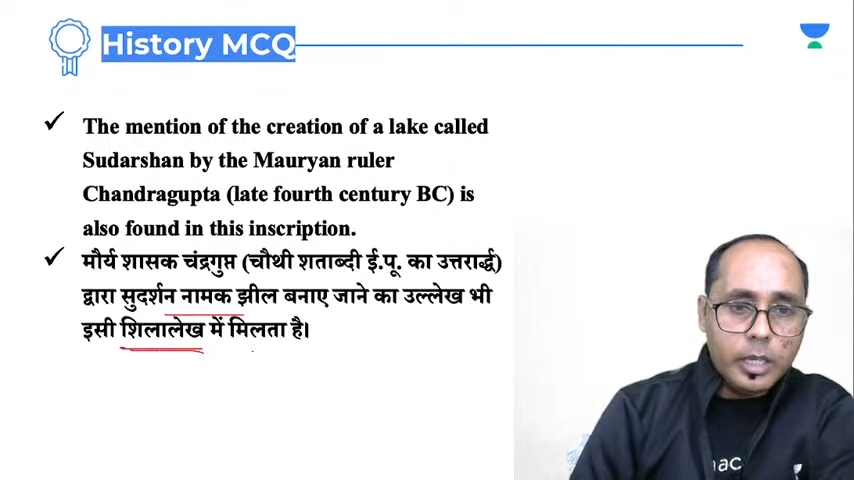 History MCQ
The mention of the creation of a lake called
Sudarshan by the Mauryan ruler
Chandragupta (late fourth century BC) is
also found in this inscription.
मौर्य शासक चंद्रगुप्त (चौथी शताब्दी ई.पू. का उत्तरार्द्ध)
द्वारा सुदर्शन नामक झील बनाए जाने का उल्लेख भी
इसी शिलालेख में मिलता है।